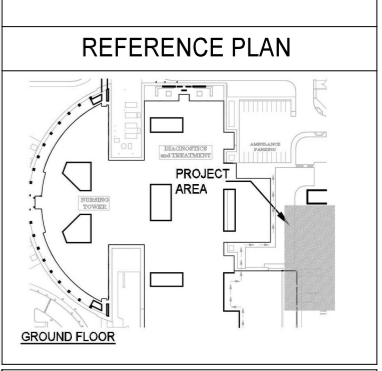 REFERENCE PLAN
DIAGNOSTICS
and TREATMENT
AMBULANCE
PARKING
PROJECT
AREA
NURSING
TOWER
GROUND FLOOR